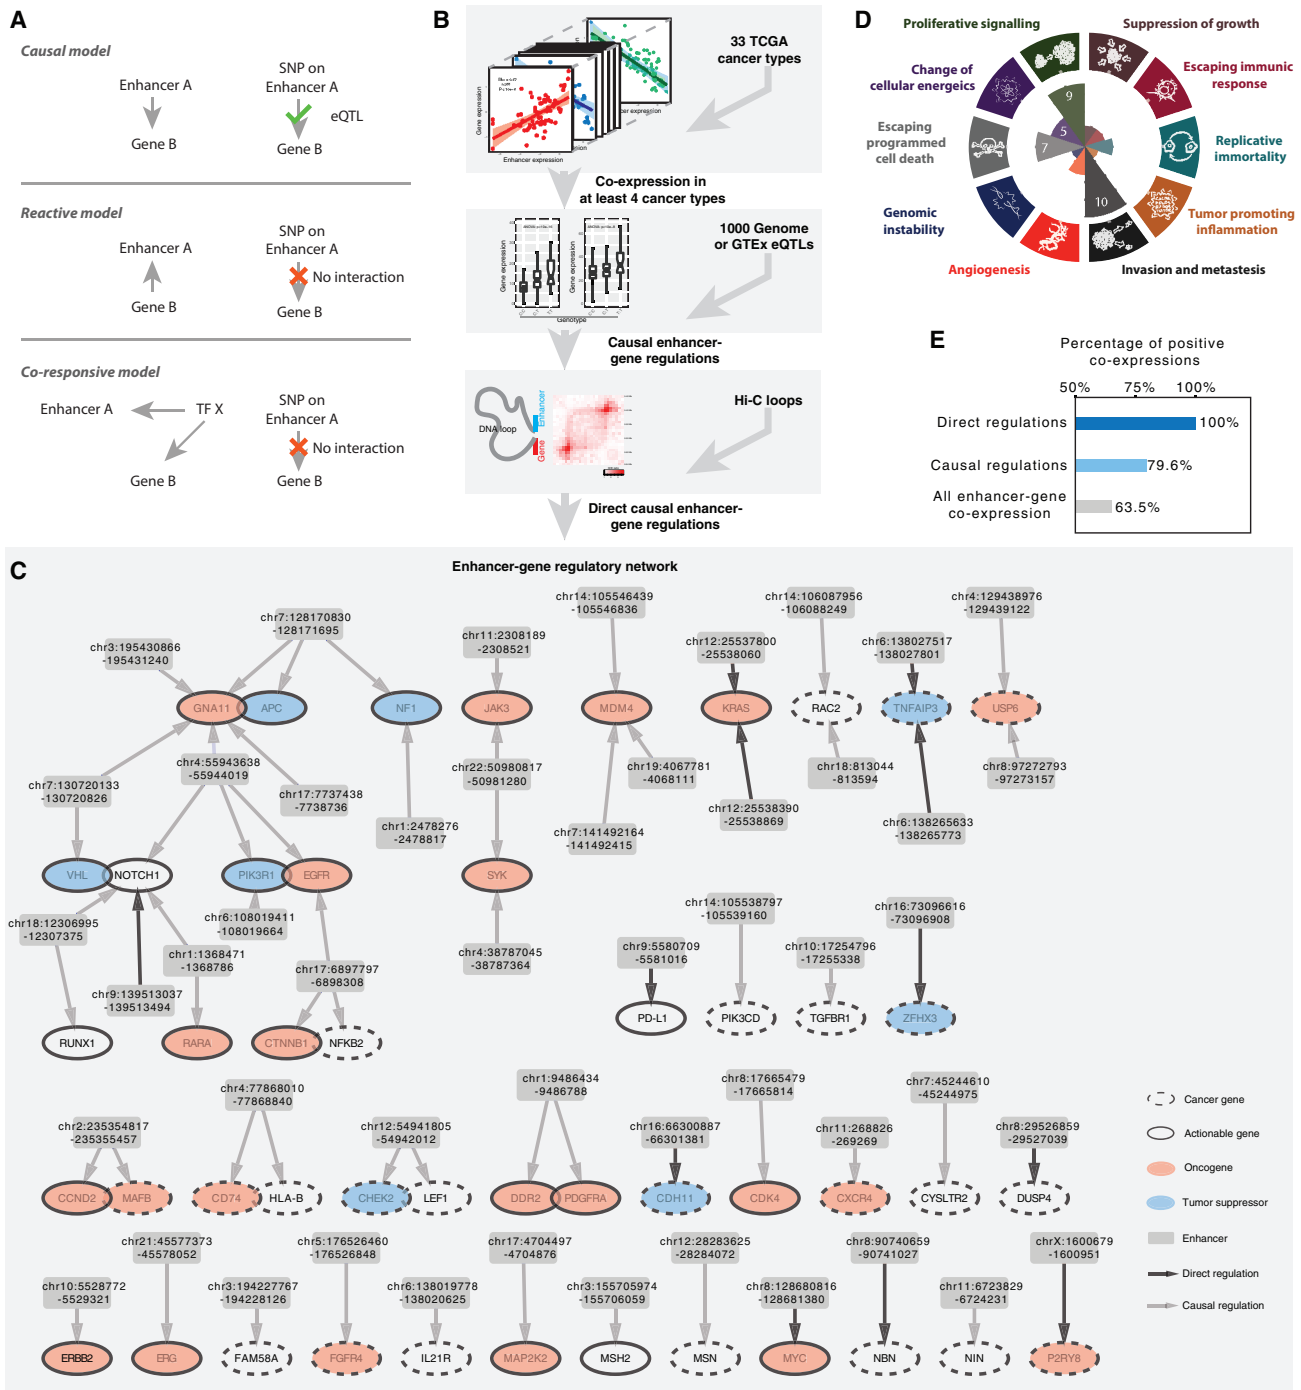 A
Causal model
Enhancer A
Gene B
SNP on
Enhancer A
eQTL
Gene B
Reactive model
Enhancer A
Gene B
SNP on
Enhancer A
No interaction
Gene B
Co-responsive model
Enhancer A
TF X
Gene B
SNP on
Enhancer A
No interaction
Gene B
B
33 TCGA
cancer types
Gene expression
Enhancer expression
Co-expression in
at least 4 cancer types
1000 Genome
or GTEx eQTLs
Gene expression
Gene expression
Genotype
Causal enhancer-
gene regulations
Hi-C loops
DNA loop
Enhancer
Gene
Direct causal enhancer-
gene regulations
D
Proliferative signalling
Suppression of growth
Change of
cellular energeics
Escaping immunic
response
Escaping
programmed
cell death
Replicative
immortality
Genomic
instability
Tumor promoting
inflammation
Angiogenesis
Invasion and metastesis
9
5
7
10
E
Percentage of positive
co-expressions
50%
75%
100%
Direct regulations
100%
Causal regulations
79.6%
All enhancer-gene
co-expression
63.5%
C
Enhancer-gene regulatory network
chr3:195430866
-195431240
chr7:128170830
-128171695
chr11:2308189
-2308521
chr14:105546439
-105546836
chr12:25537800
-25538060
chr14:106087956
-106088249
chr6:138027517
-138027801
chr4:129438976
-129439122
GNA11
APC
NF1
JAK3
MDM4
KRAS
RAC2
TNFAIP3
USP6
chr7:130720133
-130720826
chr4:55943638
-55944019
chr17:7737438
-7738736
chr1:2478276
-2478817
chr22:50980817
-50981280
chr7:141492164
-141492415
chr19:4067781
-4068111
chr12:25538390
-25538869
chr18:813044
-813594
chr6:138265633
-138265773
chr8:97272793
-97273157
VHL
NOTCH1
PIK3R1
EGFR
SYK
chr18:12306995
-12307375
chr9:139513037
-139513494
chr1:1368471
-1368786
chr6:108019411
-108019664
chr17:6897797
-6898308
chr4:38787045
-38787364
chr9:5580709
-5581016
chr14:105538797
-105539160
chr10:17254796
-17255338
chr16:73096616
-73096908
RUNX1
RARA
CTNNB1
NFKB2
PD-L1
PIK3CD
TGFBR1
ZFHX3
chr2:235354817
-235355457
chr4:77868010
-77868840
chr12:54941805
-54942012
chr1:9486434
-9486788
chr16:66300887
-66301381
chr8:17665479
-17665814
chr11:268826
-269269
chr7:45244610
-45244975
chr8:29526859
-29527039
CCND2
MAFB
CD74
HLA-B
CHEK2
LEF1
DDR2
PDGFRA
CDH11
CDK4
CXCR4
CYSLTR2
DUSP4
chr10:5528772
-5529321
chr21:45577373
-45578052
chr3:194227767
-194228126
chr5:176526460
-176526848
chr6:138019778
-138020625
chr17:4704497
-4704876
chr3:155705974
-155706059
chr12:28283625
-28284072
chr8:128680816
-128681380
chr8:90740659
-90741027
chr11:6723829
-6724231
chrX:1600679
-1600951
ERBB2
ERG
FAM58A
FGFR4
IL21R
MAP2K2
MSH2
MSN
MYC
NBN
NIN
P2RY8
Cancer gene
Actionable gene
Oncogene
Tumor suppressor
Enhancer
Direct regulation
Causal regulation